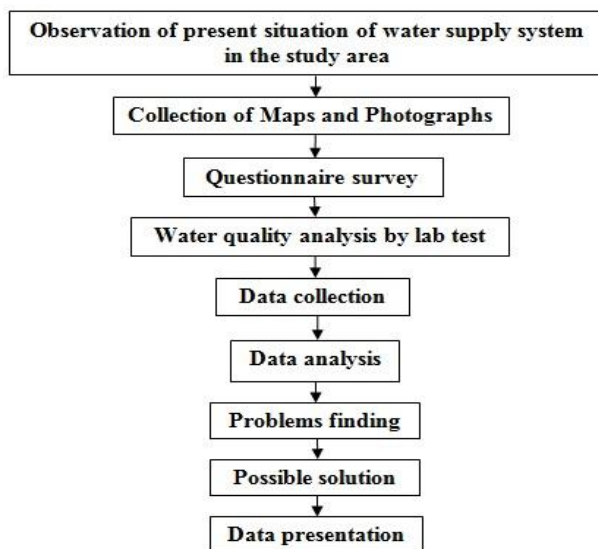 Observation of present situation of water supply system
in the study area
Collection of Maps and Photographs
Questionnaire survey
Water quality analysis by lab test
Data collection
Data analysis
Problems finding
Possible solution
Data presentation